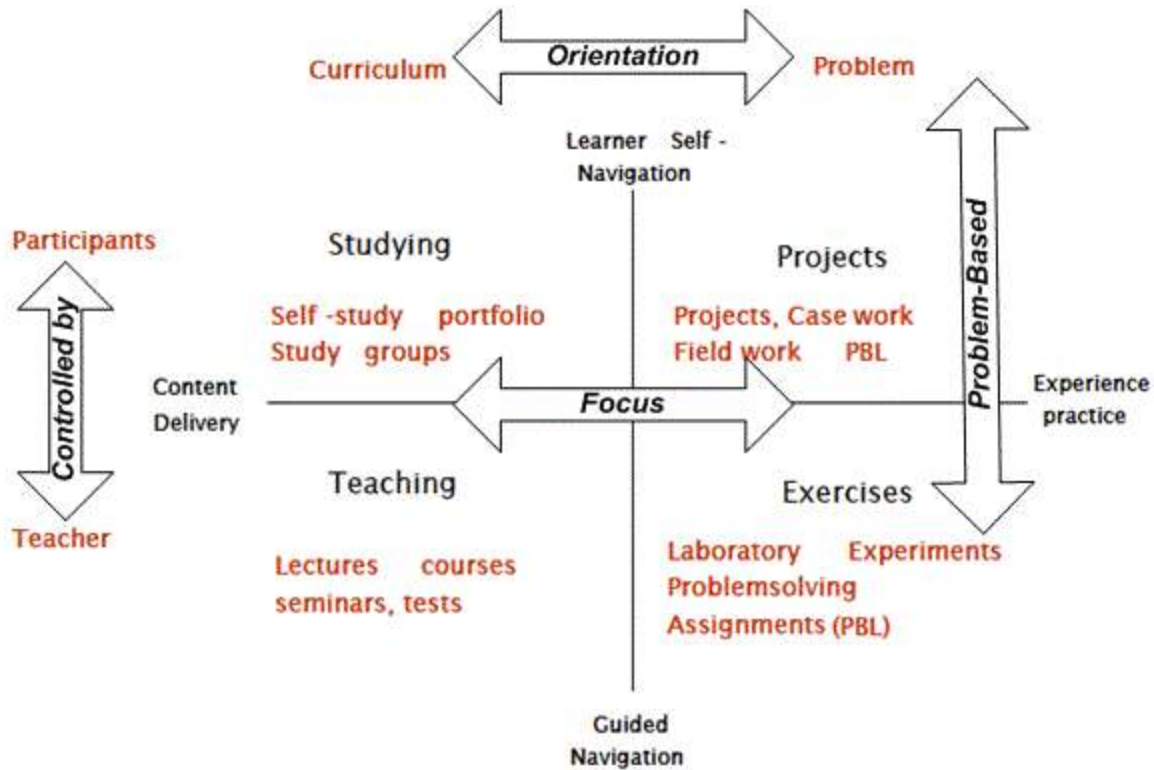 Orientation
Curriculum
Problem
Learner Self -
Navigation
Participants
Studying
Projects
Problem-Based
Controlled by
Self -study portfolio
Study groups
Projects, Case work
Field work PBL
Content
Delivery
Focus
Experience
practice
Teaching
Exercises
Teacher
Lectures courses
seminars, tests
Laboratory Experiments
Problemsolving
Assignments (PBL)
Guided
Navigation